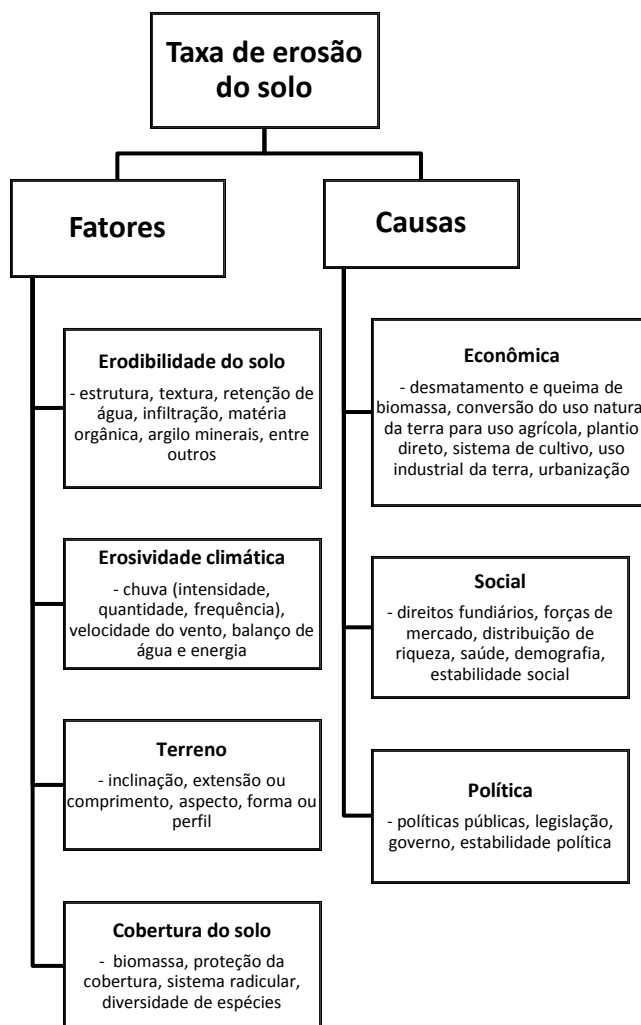 Taxa de erosão
do solo
Fatores
Causas
Erodibilidade do solo
- estrutura, textura, retenção de
água, infiltração, matéria
orgânica, argilo minerais, entre
outros
Erosividade climática
- chuva (intensidade,
quantidade, frequência),
velocidade do vento, balanço de
água e energia
Terreno
- inclinação, extensão ou
comprimento, aspecto, forma ou
perfil
Cobertura do solo
- biomassa, proteção da
cobertura, sistema radicular,
diversidade de espécies
Econômica
- desmatamento e queima de
biomassa, conversão do uso natura
da terra para uso agrícola, plantio
direto, sistema de cultivo, uso
industrial da terra, urbanização
Social
- direitos fundiários, forças de
mercado, distribuição de
riqueza, saúde, demografia,
estabilidade social
Política
- políticas públicas, legislação,
governo, estabilidade política